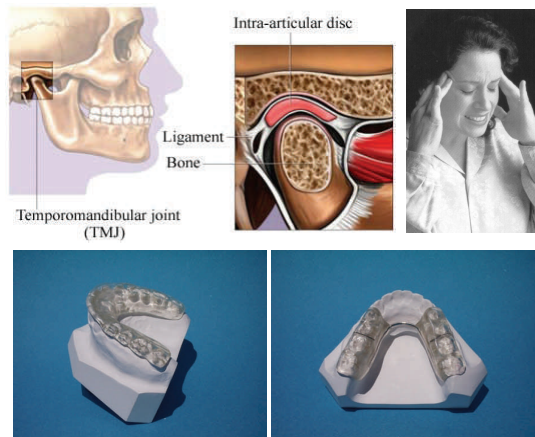 Intra-articular disc
Ligament
Bone
Temporomandibular joint
(TMJ)